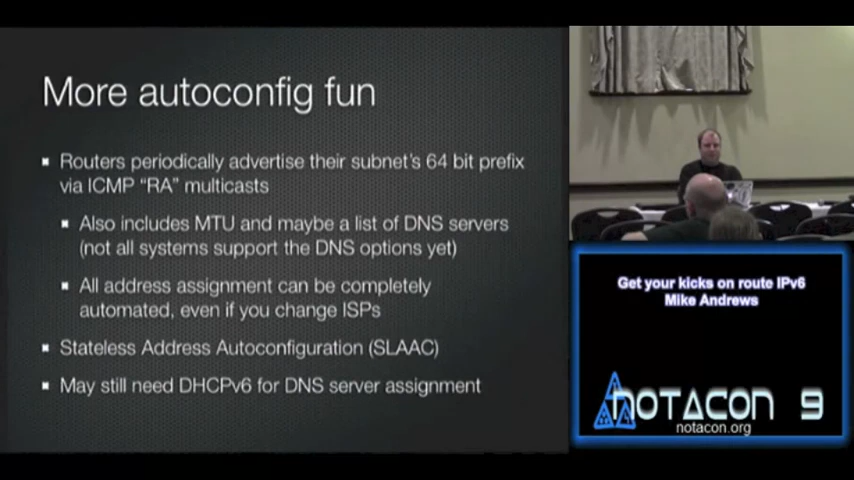 More autoconfig fun
Routers periodically advertise their subnet's 64 bit prefix
via ICMP “RA” multicasts
Also includes MTU and maybe a list of DNS servers
(not all systems support the DNS options yet)
All address assignment can be completely
automated, even if you change ISPs
Stateless Address Autoconfiguration (SLAAC)
May still need DHCPv6 for DNS server assignment
Get your kicks on route IPv6
Mike Andrews
NOTACON 9
notacon.org